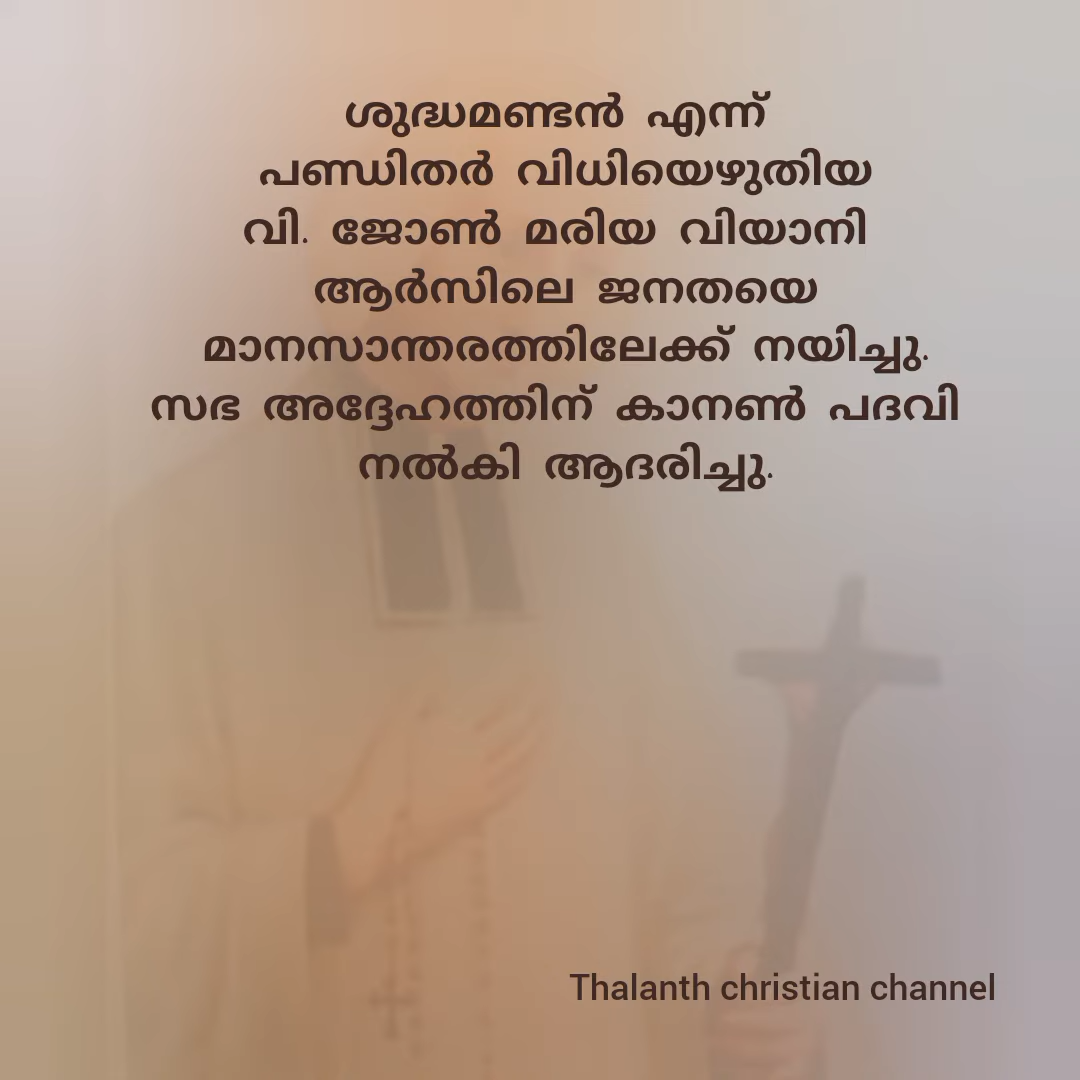 ശുദ്ധമണ്ടൻ എന്ന്
പണ്ഡിതർ വിധിയെഴുതിയ
വി. ജോൺ മരിയ വിയാനി
ആർസിലെ ജനതയെ
മാനസാന്തരത്തിലേക്ക് നയിച്ചു.
സഭ അദ്ദേഹത്തിന് കാനൺ പദവി
നൽകി ആദരിച്ചു.
Thalanth christian channel